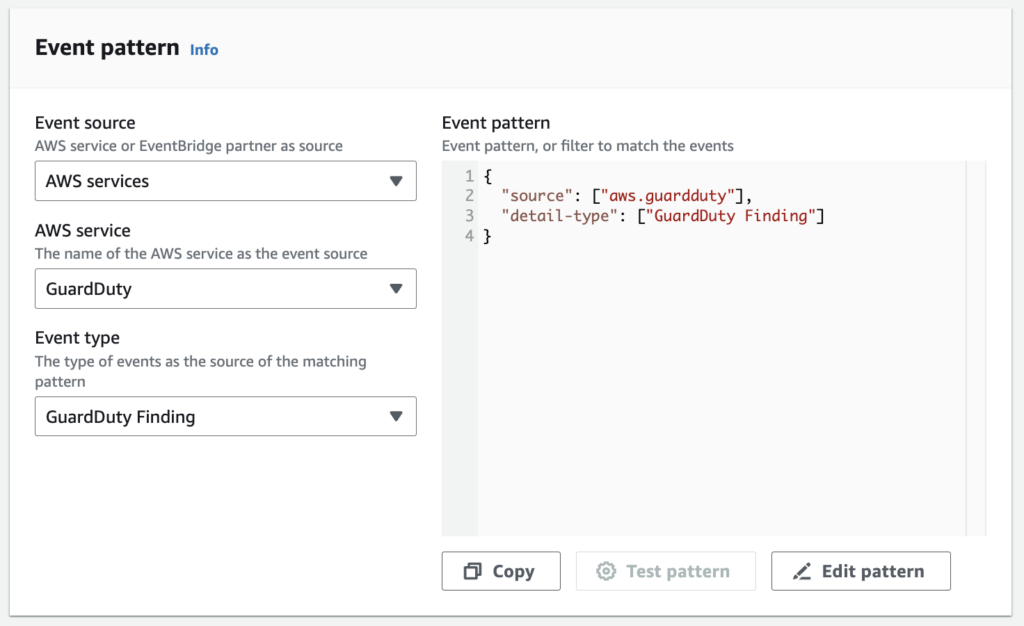 Event pattern Info
Event source
AWS service or EventBridge partner as source
AWS services
AWS service
The name of the AWS service as the event source
GuardDuty
Event type
The type of events as the source of the matching
pattern
GuardDuty Finding
Event pattern
Event pattern, or filter to match the events
1 {
2   "source": ["aws.guardduty"],
3   "detail-type": ["GuardDuty Finding"]
4 }
Copy
Test pattern
Edit pattern